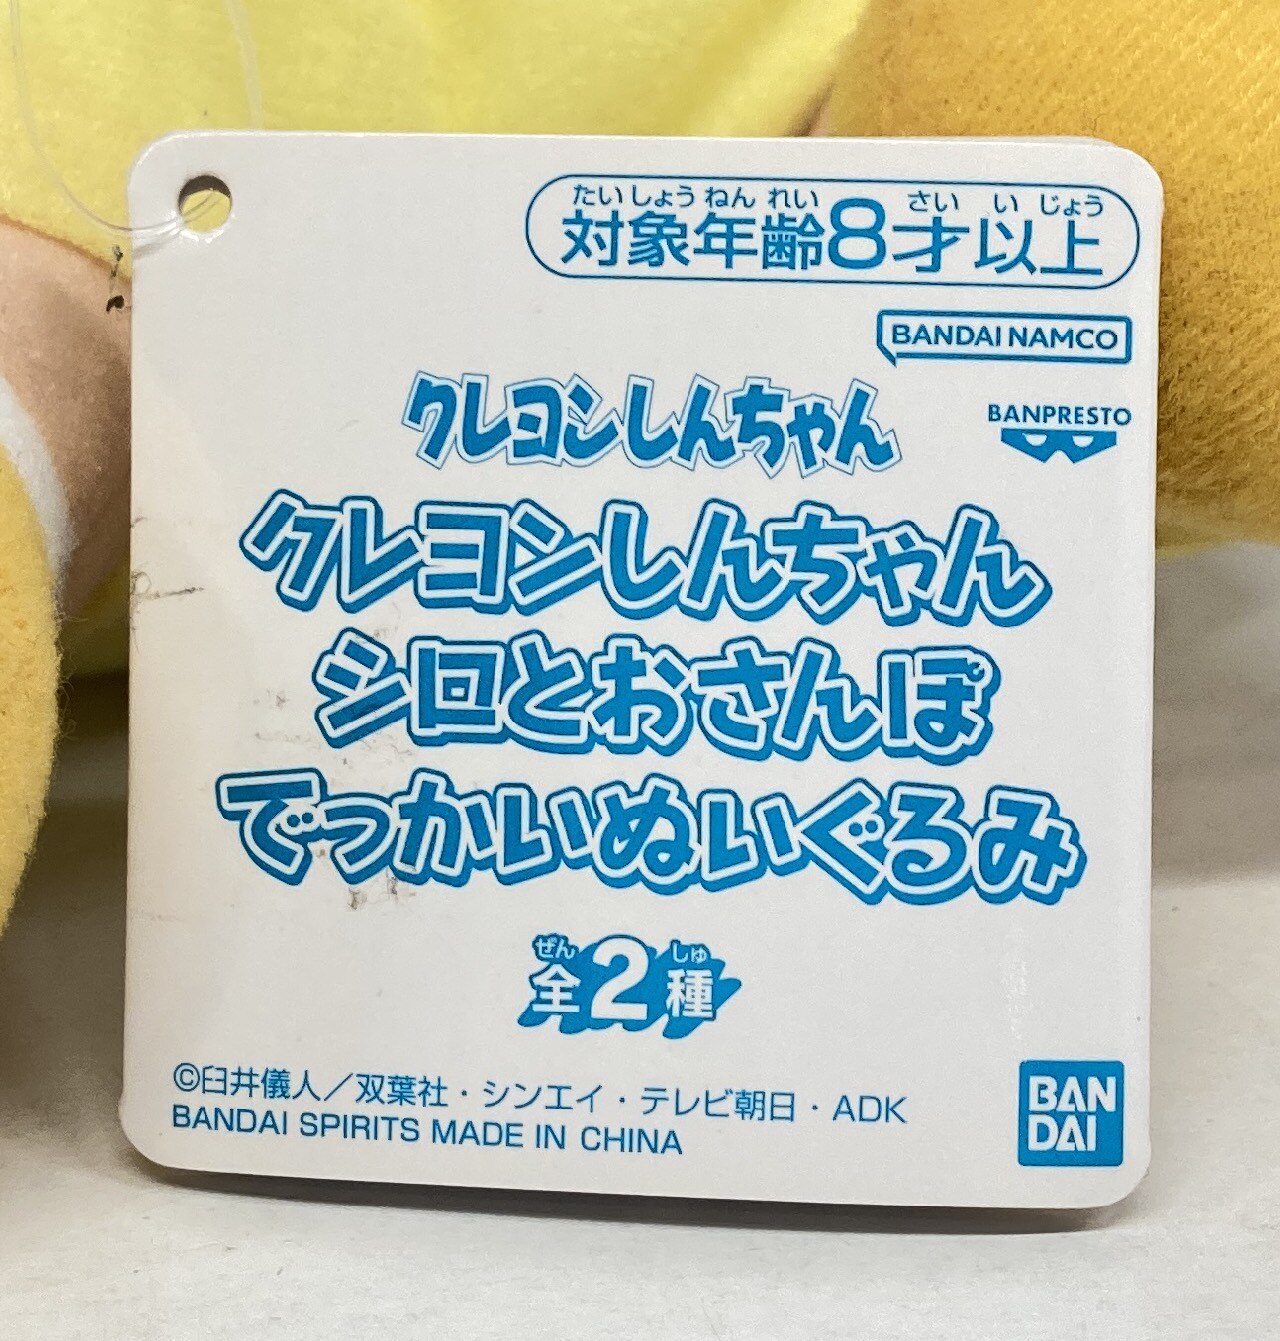 たいしょうねんれい さいいじょう
対象年齢8才以上
BANDAI NAMCO
BANPRESTO
クレヨンしんちゃん
クレヨンしんちゃん
シロとおさんぽ
でっかいぬいぐるみ
ぜん しゅ
全2種
©臼井儀人／双葉社・シンエイ・テレビ朝日・ADK
BANDAI SPIRITS MADE IN CHINA
BAN
DAI